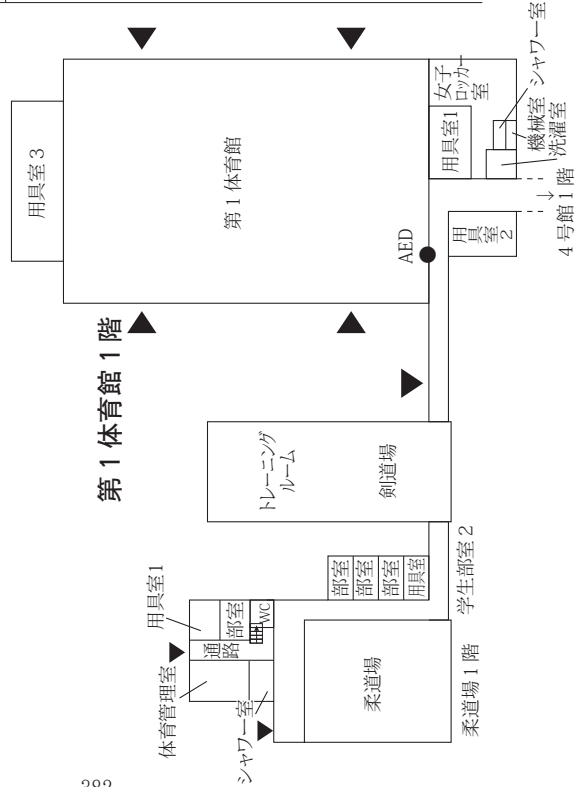 第1体育館1階
用具室3
第1体育館
女子
ロッカー
室
シャワー室
機械室
洗濯室
用具室1
4号館1階
↓
用具
室2
AED
トレーニング
ルーム
剣道場
学生部室2
部室
部室
部室
用具室
用具室1
部室
WC
通路
体育管理室
シャワー室
柔道場
柔道場1階
282